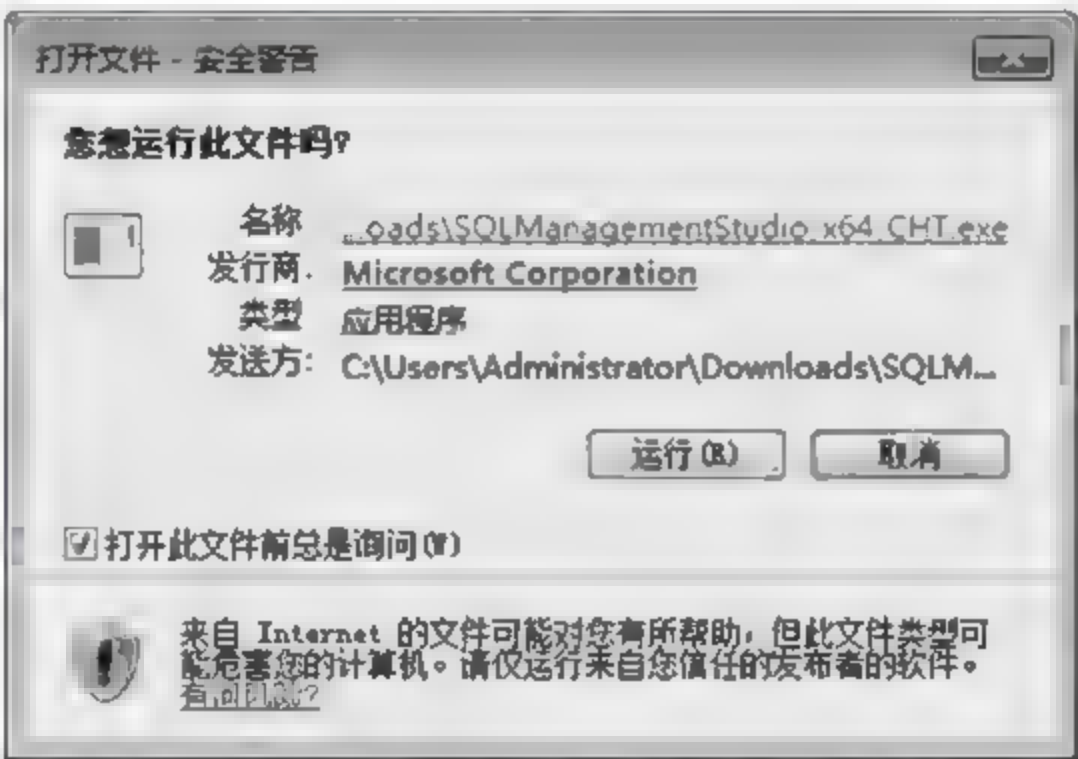 打开文件 - 安全警告
您想运行此文件吗?
名称 ...oads\SQLManagementStudio_x64_CHT.exe
发行商: Microsoft Corporation
类型 应用程序
发送方: C:\Users\Administrator\Downloads\SQLM...
运行(R) 取消
打开此文件前总是询问(W)
来自 Internet 的文件可能对您有所帮助,但此文件类型可
能危害您的计算机。请仅运行来自您信任的发布者的软件。
有何风险?